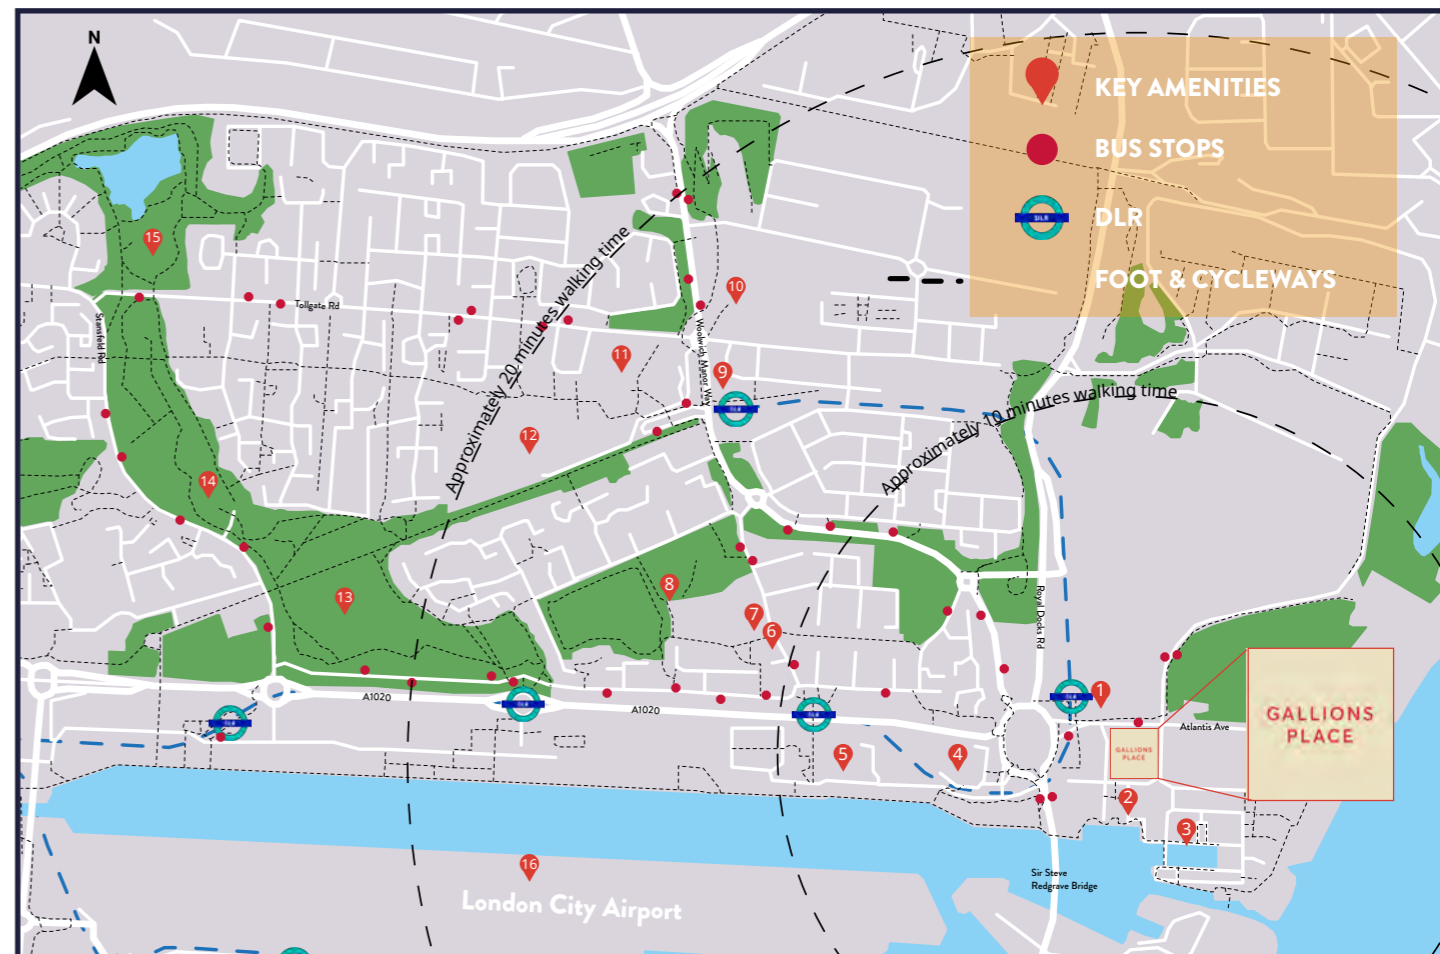 N
KEY AMENITIES
BUS STOPS
DLR
FOOT & CYCLEWAYS
15
10
Tollgate Rd
Stansfeld Rd
Approximately 20 minutes walking time
Woolwich Manor Way
11
9
Approximately 10 minutes walking time
12
14
8
13
7
6
Royal Docks Rd
1
A1020
A1020
Atlantis Ave
GALLIONS
PLACE
GALLIONS
PLACE
5
4
2
3
16
London City Airport
Sir Steve
Redgrave Bridge